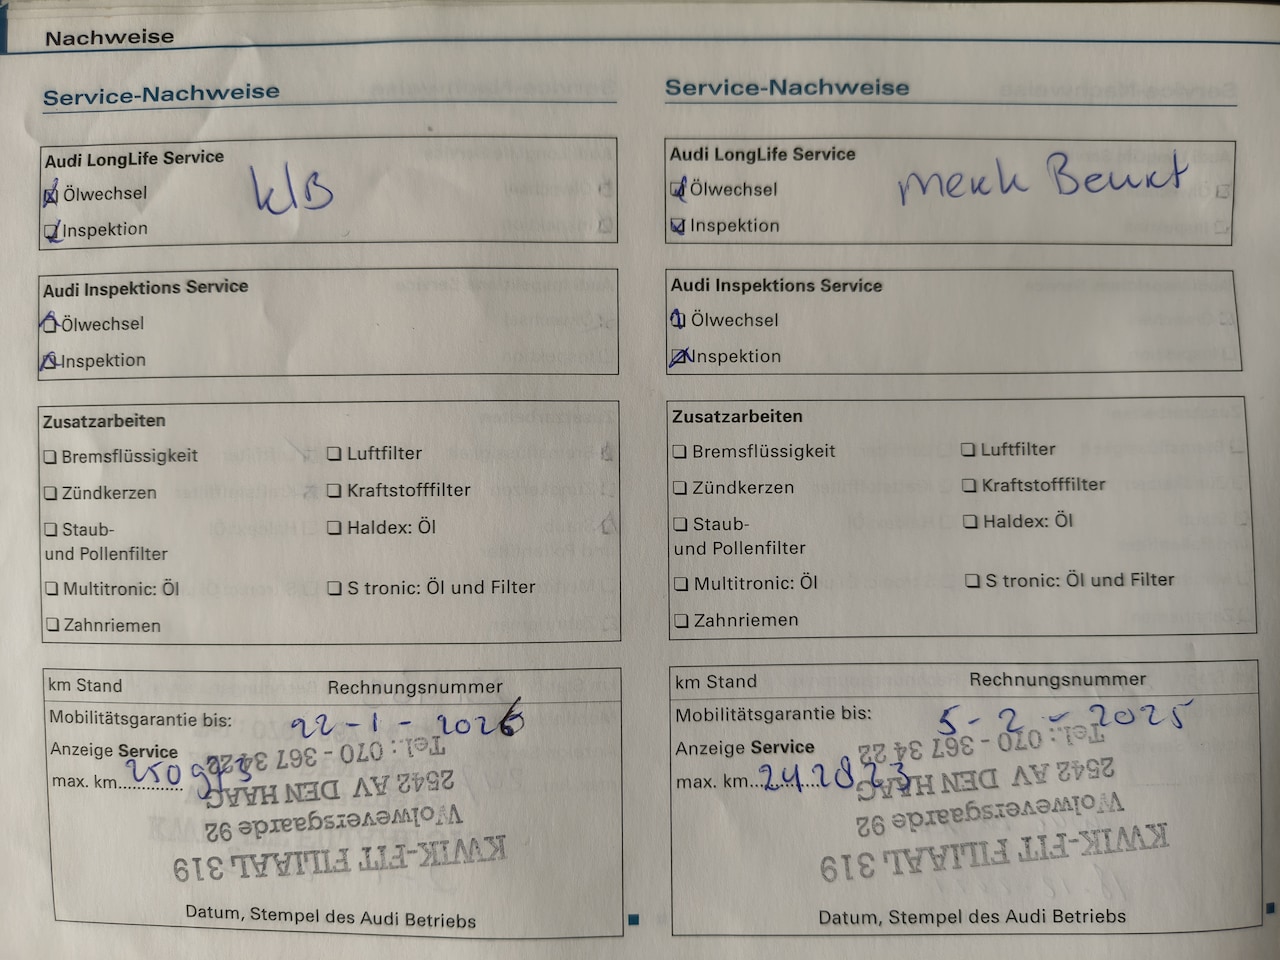 Nachweise
Service-Nachweise
Audi LongLife Service
Ölwechsel
Inspektion
KlB
Audi Inspektions Service
Ölwechsel
Inspektion
Zusatzarbeiten
Bremsflüssigkeit
Luftfilter
Zündkerzen
Kraftstofffilter
Staub-
und Pollenfilter
Haldex: Öl
Multitronic: Öl
S tronic: Öl und Filter
Zahnriemen
km Stand
Rechnungsnummer
Mobilitätsgarantie bis: 22-1-2026
Anzeige Service
max. km 250973
KWIK-FIT FILIAAL 319
Wolweversgaarde 92
2542 AV DEN HAAG
Tel.: 070 - 367 34 22
Datum, Stempel des Audi Betriebs
Service-Nachweise
Audi LongLife Service
Ölwechsel
Inspektion
Audi Inspektions Service
Ölwechsel
Inspektion
Zusatzarbeiten
Bremsflüssigkeit
Luftfilter
Zündkerzen
Kraftstofffilter
Staub-
und Pollenfilter
Haldex: Öl
Multitronic: Öl
S tronic: Öl und Filter
Zahnriemen
km Stand
Rechnungsnummer
Mobilitätsgarantie bis: 5-2-2025
Anzeige Service
max. km
KWIK-FIT FILIAAL 319
Wolweversgaarde 92
2542 AV DEN HAAG
Tel.: 070 - 367 34 22
Datum, Stempel des Audi Betriebs